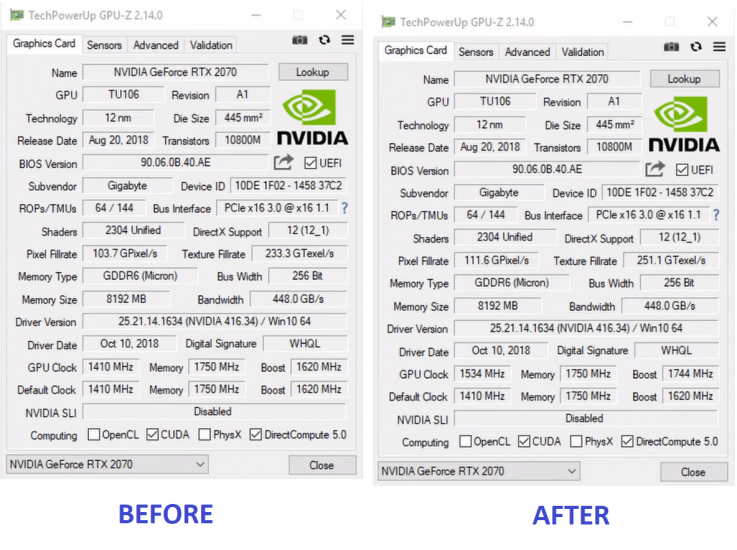 TechPowerUp GPU-Z 2.14.0
Graphics Card Sensors Advanced Validation
Name NVIDIA GeForce RTX 2070 Lookup
GPU TU106 Revision A1
Technology 12 nm Die Size 445 mm²
Release Date Aug 20, 2018 Transistors 10800M
NVIDIA
BIOS Version 90.06.0B.40.AE UEFI
Subvendor Gigabyte Device ID 10DE 1F02 - 1458 37C2
ROPs/TMUs 64 / 144 Bus Interface PCIe x16 3.0 @ x16 1.1 ?
Shaders 2304 Unified DirectX Support 12 (12_1)
Pixel Fillrate 103.7 GPixel/s Texture Fillrate 233.3 GTexel/s
Memory Type GDDR6 (Micron) Bus Width 256 Bit
Memory Size 8192 MB Bandwidth 448.0 GB/s
Driver Version 25.21.14.1634 (NVIDIA 416.34) / Win10 64
Driver Date Oct 10, 2018 Digital Signature WHQL
GPU Clock 1410 MHz Memory 1750 MHz Boost 1620 MHz
Default Clock 1410 MHz Memory 1750 MHz Boost 1620 MHz
NVIDIA SLI Disabled
Computing OpenCL CUDA PhysX DirectCompute 5.0
NVIDIA GeForce RTX 2070 Close
BEFORE
TechPowerUp GPU-Z 2.14.0
Graphics Card Sensors Advanced Validation
Name NVIDIA GeForce RTX 2070 Lookup
GPU TU106 Revision A1
Technology 12 nm Die Size 445 mm²
Release Date Aug 20, 2018 Transistors 10800M
NVIDIA
BIOS Version 90.06.0B.40.AE UEFI
Subvendor Gigabyte Device ID 10DE 1F02 - 1458 37C2
ROPs/TMUs 64 / 144 Bus Interface PCIe x16 3.0 @ x16 1.1 ?
Shaders 2304 Unified DirectX Support 12 (12_1)
Pixel Fillrate 111.6 GPixel/s Texture Fillrate 251.1 GTexel/s
Memory Type GDDR6 (Micron) Bus Width 256 Bit
Memory Size 8192 MB Bandwidth 448.0 GB/s
Driver Version 25.21.14.1634 (NVIDIA 416.34) / Win10 64
Driver Date Oct 10, 2018 Digital Signature WHQL
GPU Clock 1534 MHz Memory 1750 MHz Boost 1744 MHz
Default Clock 1410 MHz Memory 1750 MHz Boost 1620 MHz
NVIDIA SLI Disabled
Computing OpenCL CUDA PhysX DirectCompute 5.0
NVIDIA GeForce RTX 2070 Close
AFTER